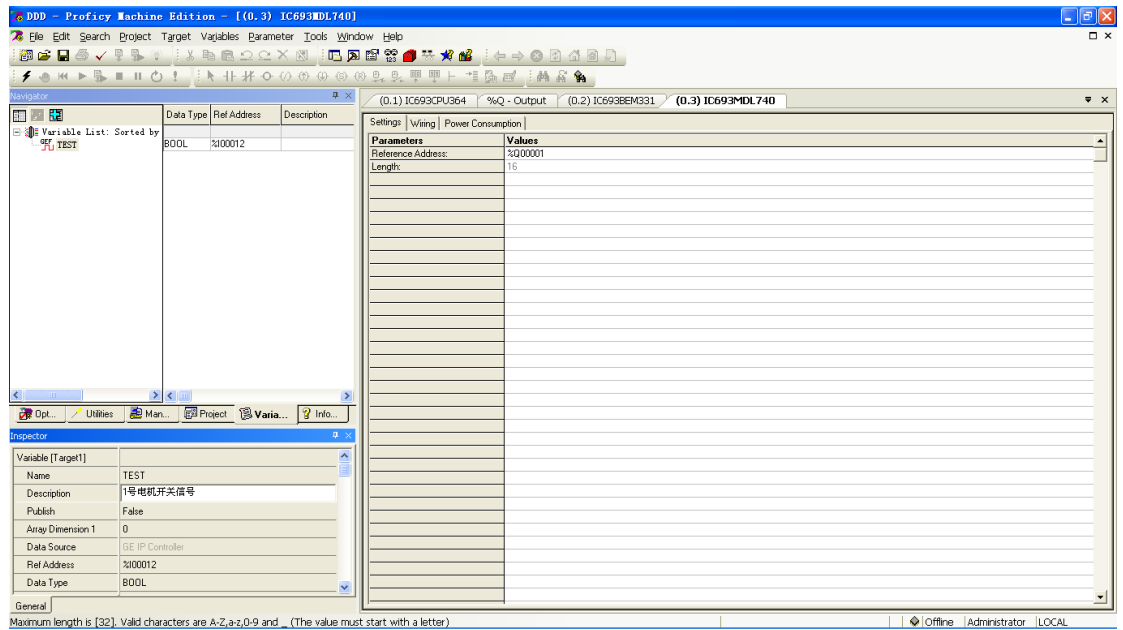 DDD - Proficy Machine Edition - [(0.3) IC693MDL740]
File Edit Search Project Target Variables Parameter Tools Window Help
Navigator
Data Type Ref Address Description
Variable List: Sorted by
TEST BOOL %I00012
Opt... Utilities Man... Project Varia... Info...
Inspector
Variable [Target1]
Name TEST
Description 1号电机开关信号
Publish False
Array Dimension 1 0
Data Source GE IP Controller
Ref Address %I00012
Data Type BOOL
General
(0.1) IC693CPU364 %Q - Output (0.2) IC693BEM331 (0.3) IC693MDL740
Settings Wiring Power Consumption
Parameters Values
Reference Address: %Q00001
Length: 16
Maximum length is [32]. Valid characters are A-Z,a-z,0-9 and _ (The value must start with a letter)
Offline Administrator LOCAL